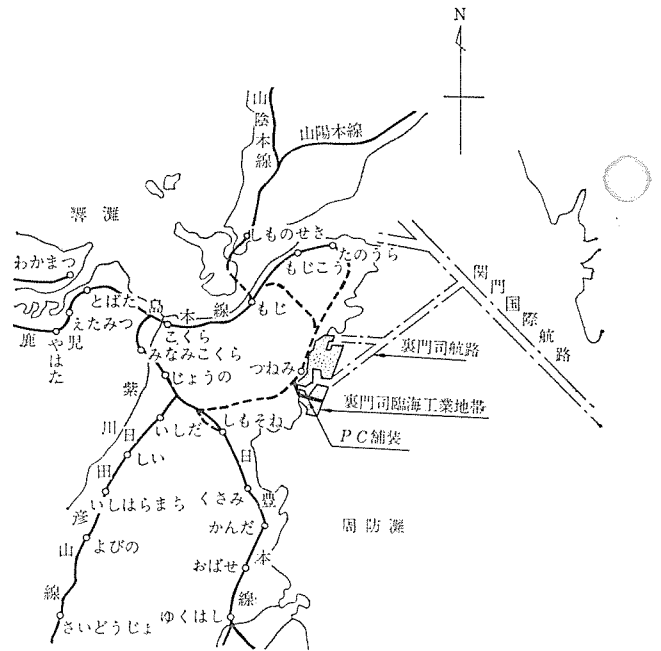 N
山陰本線
山陽本線
響灘
しものせき
たのうら
もじこう
わかまつ
とばた
えたみつ
やはた
鹿児島本線
もじ
こくら
みなみこくら
じょうの
関門国際航路
裏門司航路
つねみ
裏門司臨海工業地帯
PC舗装
紫川
いしだ
しもそね
しい
くさみ
いしはらまち
かんだ
周防灘
よびの
おばせ
日田彦山線
日豊本線
ゆくはし
さいどうじょ